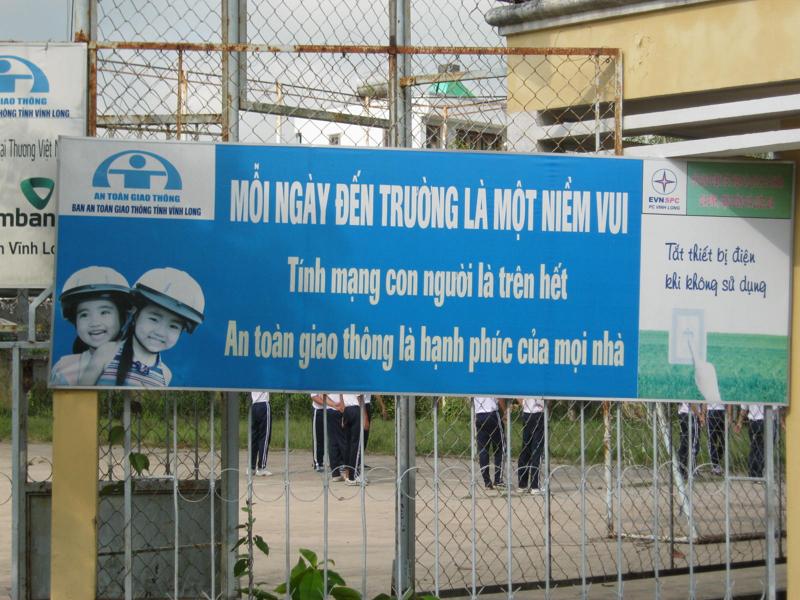 GIAO THÔNG
THÔNG TỈNH VĨNH LONG
ại Thương Việt N
mban
n Vĩnh Lo
AN TOÀN GIAO THÔNG
BAN AN TOÀN GIAO THÔNG TỈNH VĨNH LONG
MỖI NGÀY ĐẾN TRƯỜNG LÀ MỘT NIỀM VUI
Tính mạng con người là trên hết
An toàn giao thông là hạnh phúc của mọi nhà
EVNSPC
PC VĨNH LONG
Tắt thiết bị điện
khi không sử dụng